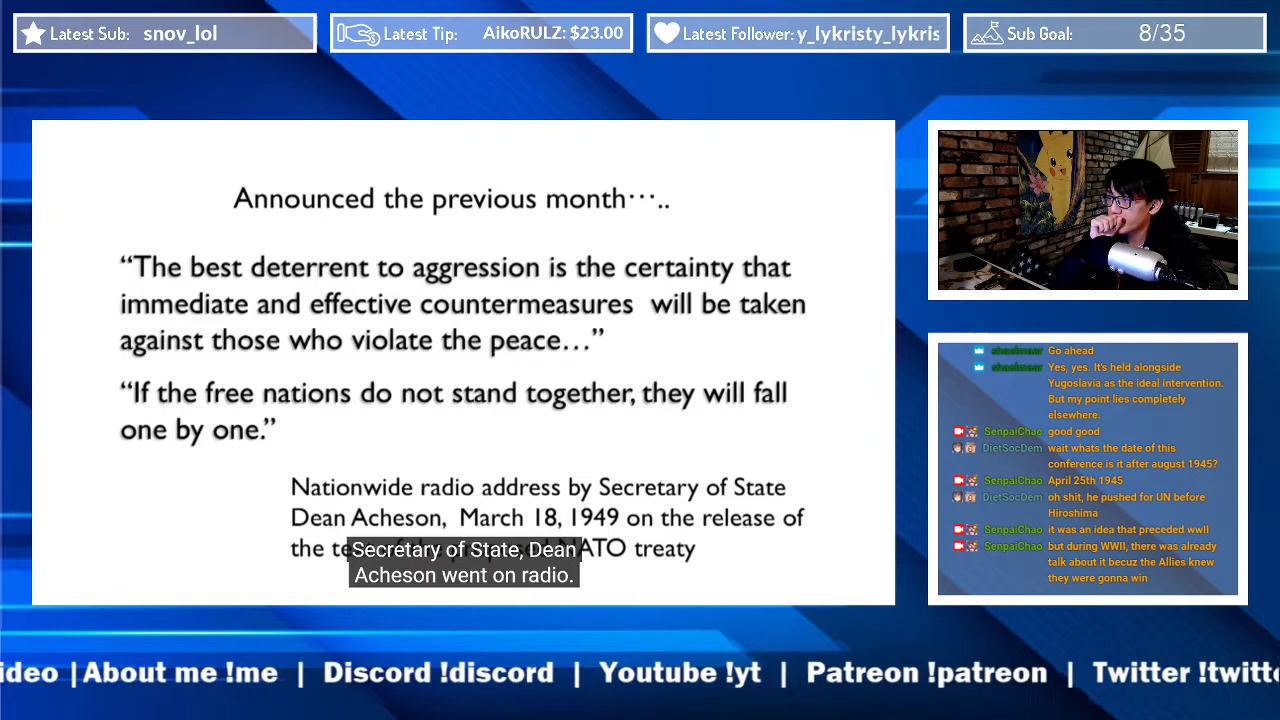 Latest Sub: snov_lol
Latest Tip: AikoRULZ: $23.00
Latest Follower: y_lykristy_lykris
Sub Goal: 8/35
Announced the previous month·····..
“The best deterrent to aggression is the certainty that
immediate and effective countermeasures will be taken
against those who violate the peace…”
“If the free nations do not stand together, they will fall
one by one.”
Nationwide radio address by Secretary of State
Dean Acheson, March 18, 1949 on the release of
the NATO treaty
Secretary of State, Dean
Acheson went on radio.
Go ahead
Yes, yes. It's held alongside
Yugoslavia as the ideal intervention.
But my point lies completely
elsewhere.
SenpaiChao good good
DietSocDem wait whats the date of this
conference is it after august 1945?
SenpaiChao April 25th 1945
DietSocDem oh shit, he pushed for UN before
Hiroshima
SenpaiChao it was an idea that preceded wwII
SenpaiChao but during WWII, there was already
talk about it becuz the Allies knew
they were gonna win
ideo | About me !me | Discord !discord | Youtube !yt | Patreon !patreon | Twitter !twitte